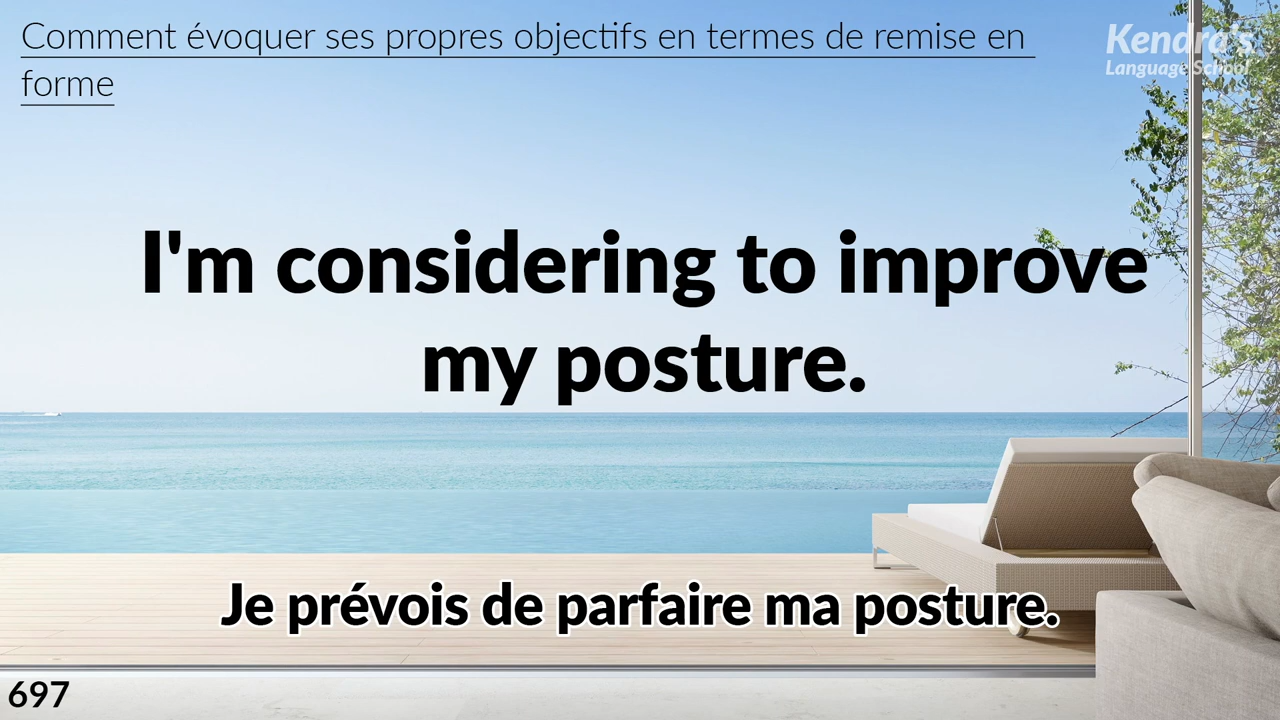 Comment évoquer ses propres objectifs en termes de remise en
forme
Kendra's
Language School
I'm considering to improve
my posture.
Je prévois de parfaire ma posture.
697